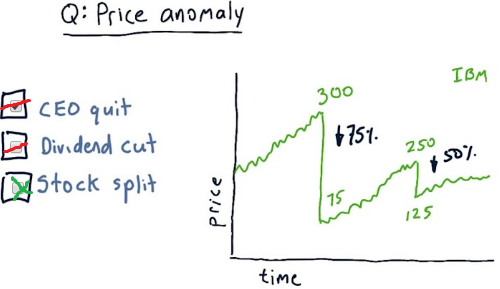 Q: Price anomaly
CEO quit
Dividend cut
Stock split
IBM
300
↓75%
250
↓50%
75
125
price
time